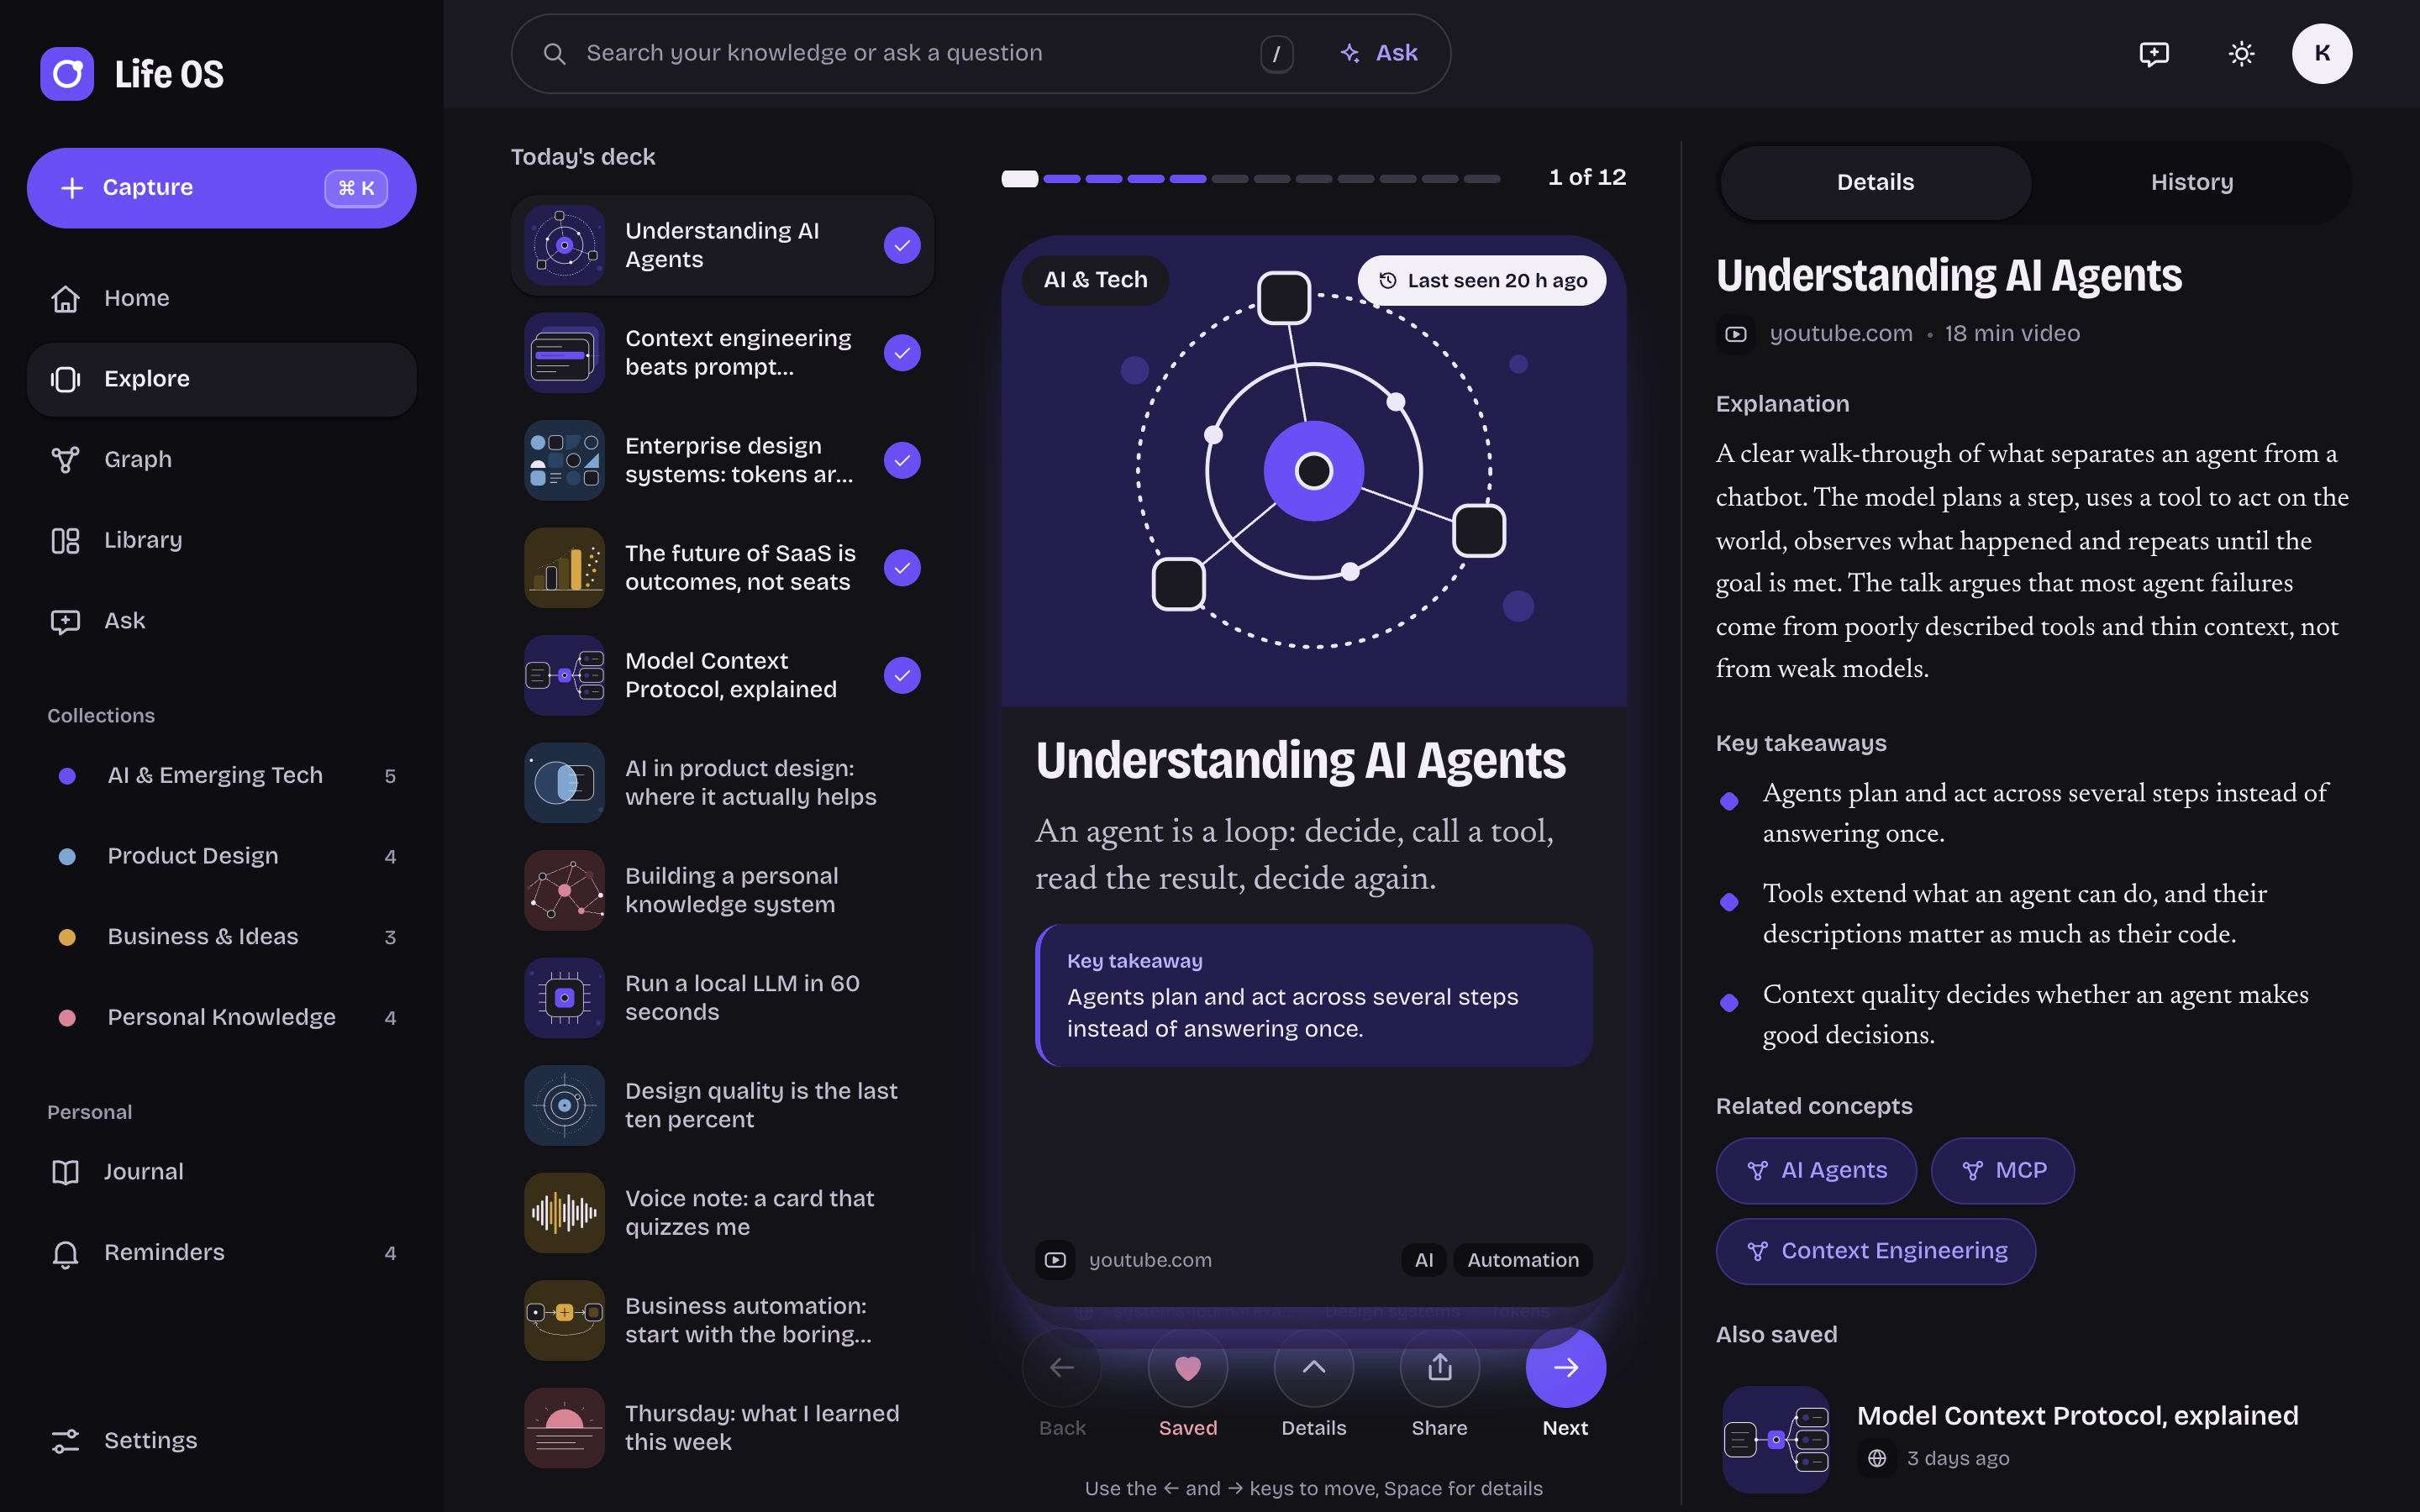 Life OS
Capture
⌘ K
Home
Explore
Graph
Library
Ask
Collections
AI & Emerging Tech 5
Product Design 4
Business & Ideas 3
Personal Knowledge 4
Personal
Journal
Reminders 4
Settings
Search your knowledge or ask a question
/
Ask
K
Today's deck
Understanding AI
Agents
Context engineering
beats prompt...
Enterprise design
systems: tokens ar...
The future of SaaS is
outcomes, not seats
Model Context
Protocol, explained
AI in product design:
where it actually helps
Building a personal
knowledge system
Run a local LLM in 60
seconds
Design quality is the last
ten percent
Voice note: a card that
quizzes me
Business automation:
start with the boring...
Thursday: what I learned
this week
1 of 12
AI & Tech
Last seen 20 h ago
Understanding AI Agents
An agent is a loop: decide, call a tool,
read the result, decide again.
Key takeaway
Agents plan and act across several steps
instead of answering once.
youtube.com
AI
Automation
Design systems
Tokens
Back
Saved
Details
Share
Next
Use the ← and → keys to move, Space for details
Details
History
Understanding AI Agents
youtube.com • 18 min video
Explanation
A clear walk-through of what separates an agent from a
chatbot. The model plans a step, uses a tool to act on the
world, observes what happened and repeats until the
goal is met. The talk argues that most agent failures
come from poorly described tools and thin context, not
from weak models.
Key takeaways
Agents plan and act across several steps instead of
answering once.
Tools extend what an agent can do, and their
descriptions matter as much as their code.
Context quality decides whether an agent makes
good decisions.
Related concepts
AI Agents
MCP
Context Engineering
Also saved
Model Context Protocol, explained
3 days ago